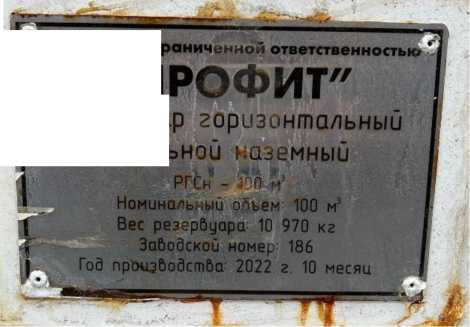 раниченной ответственностью
РОФИТ"
р горизонтальный
ьной наземный
РГСн - 100 м³
Номинальный объем: 100 м³
Вес резервуара: 10 970 кг
Заводской номер: 186
Год производства: 2022 г. 10 месяц